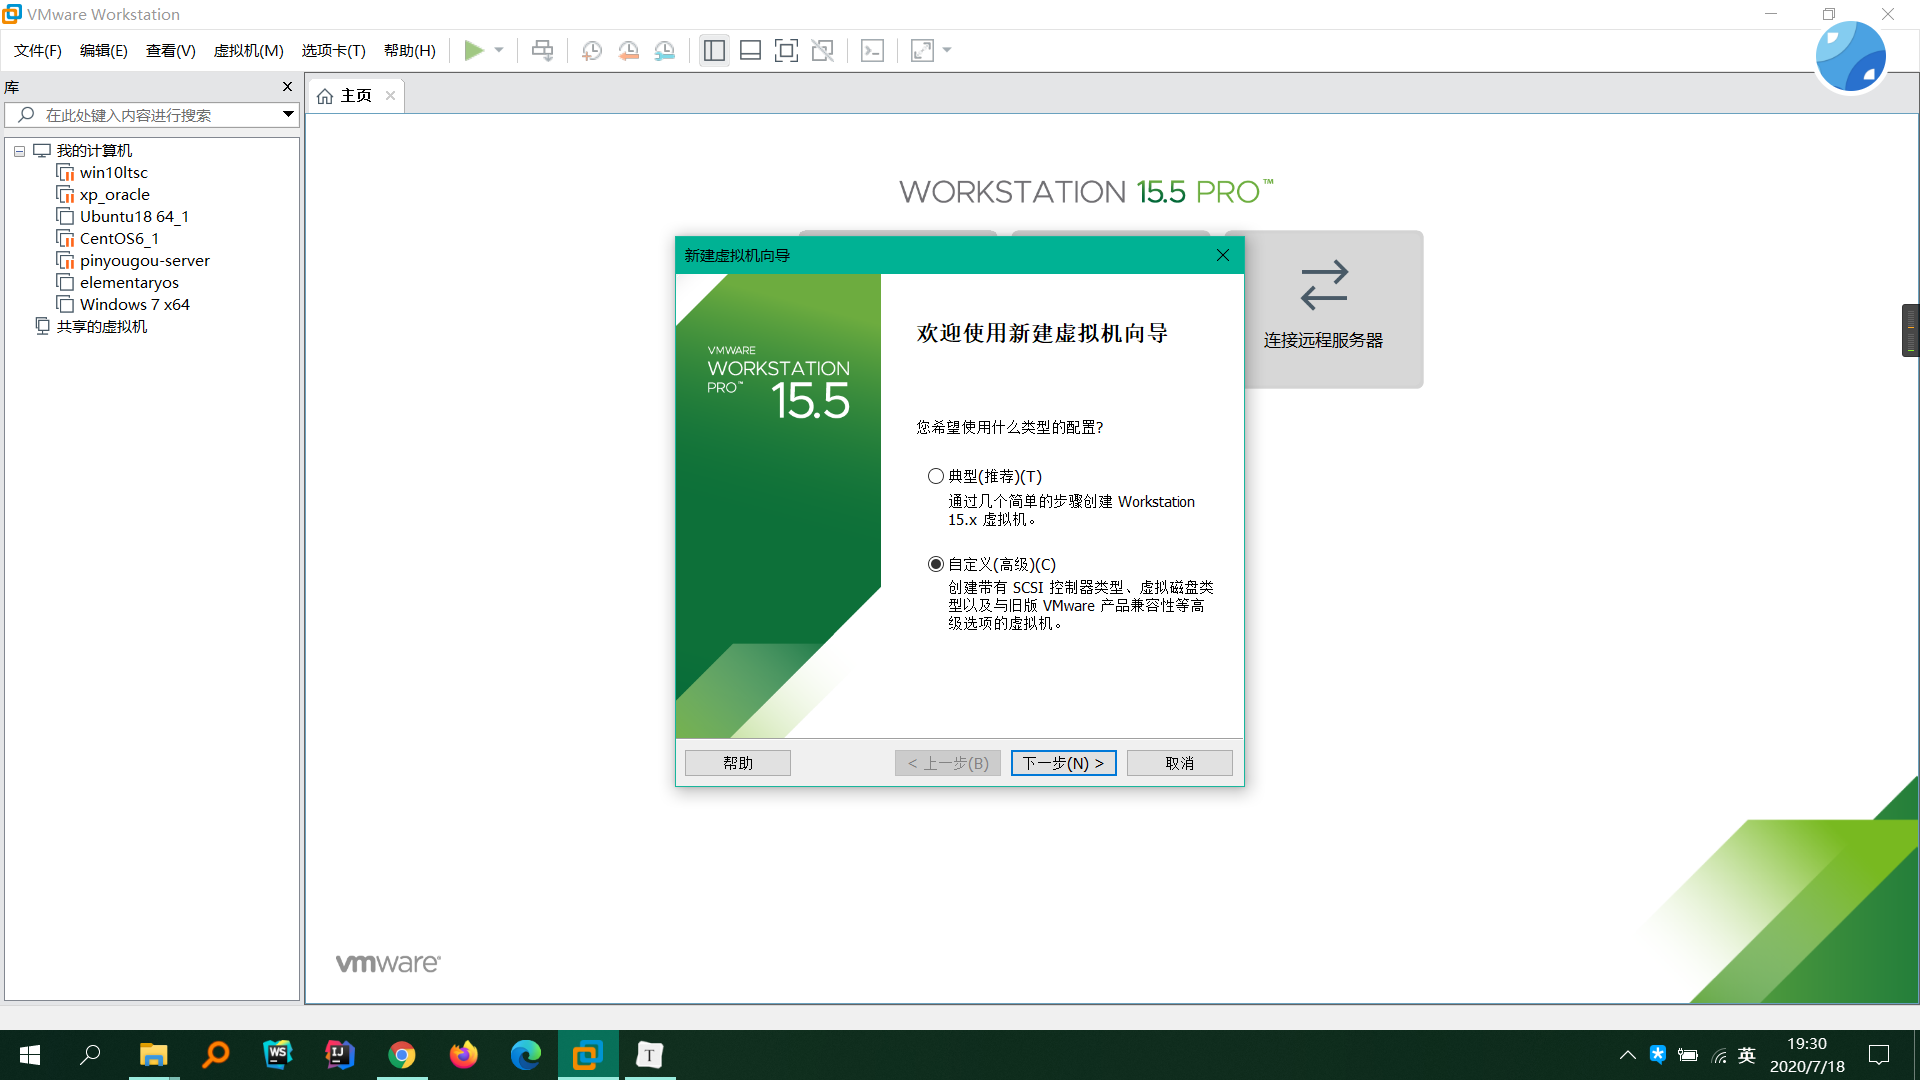 VMware Workstation
文件(F) 编辑(E) 查看(V) 虚拟机(M) 选项卡(T) 帮助(H)
库
在此处键入内容进行搜索
我的计算机
win10ltsc
xp_oracle
Ubuntu18 64_1
CentOS6_1
pinyougou-server
elementaryos
Windows 7 x64
共享的虚拟机
主页
WORKSTATION 15.5 PRO™
连接远程服务器
新建虚拟机向导
VMWARE
WORKSTATION
PRO™ 15.5
欢迎使用新建虚拟机向导
您希望使用什么类型的配置?
典型(推荐)(T)
通过几个简单的步骤创建 Workstation
15.x 虚拟机。
自定义(高级)(C)
创建带有 SCSI 控制器类型、虚拟磁盘类
型以及与旧版 VMware 产品兼容性等高
级选项的虚拟机。
帮助
< 上一步(B)
下一步(N) >
取消
vmware®
WS
IJ
T
英
19:30
2020/7/18